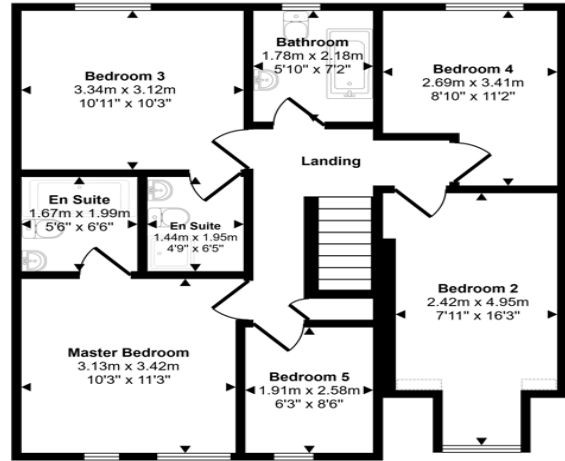 Bedroom 3
3.34m x 3.12m
10'11" x 10'3"
Bathroom
1.78m x 2.18m
5'10" x 7'2"
Bedroom 4
2.69m x 3.41m
8'10" x 11'2"
Landing
En Suite
1.67m x 1.99m
5'6" x 6'6"
En Suite
1.44m x 1.95m
4'9" x 6'5"
Bedroom 2
2.42m x 4.95m
7'11" x 16'3"
Master Bedroom
3.13m x 3.42m
10'3" x 11'3"
Bedroom 5
1.91m x 2.58m
6'3" x 8'6"